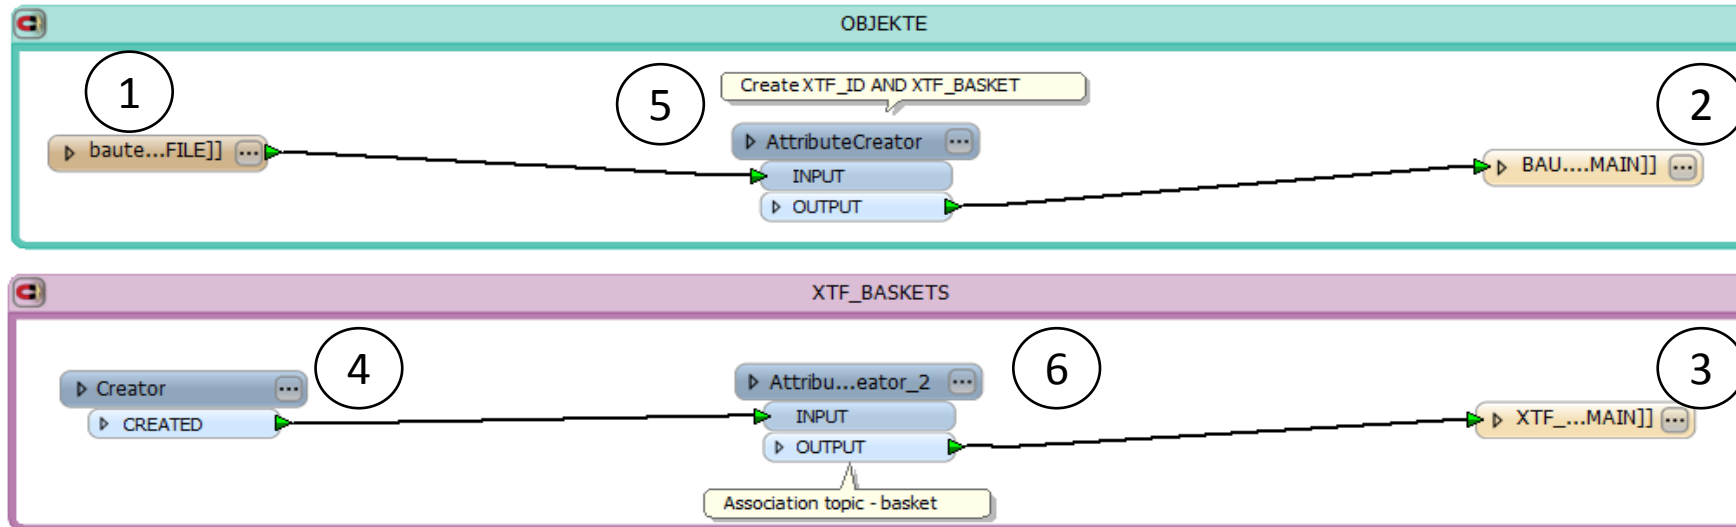 OBJEKTE
1
5
Create XTF_ID AND XTF_BASKET
2
baute...FILE]]
AttributeCreator
BAU....MAIN]]
INPUT
OUTPUT
XTF_BASKETS
4
6
3
Creator
Attribu...eator_2
CREATED
INPUT
XTF_...MAIN]]
OUTPUT
Association topic - basket